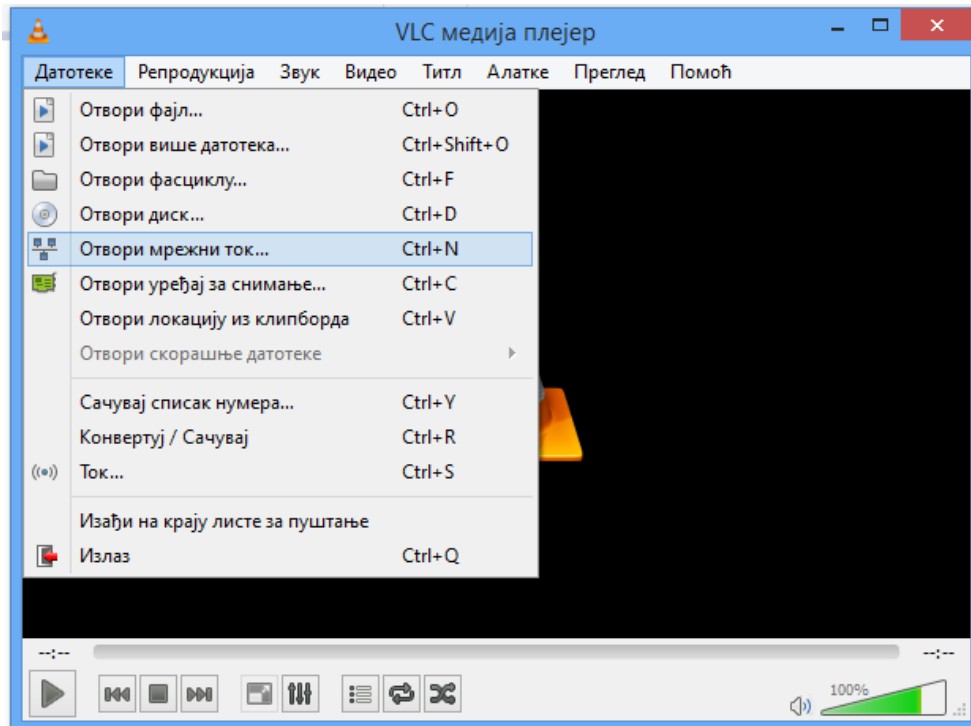 VLC медија плејер
Датотеке Репродукција Звук Видео Титл Алатке Преглед Помоћ
Отвори фајл... Ctrl+O
Отвори више датотека... Ctrl+Shift+O
Отвори фасциклу... Ctrl+F
Отвори диск... Ctrl+D
Отвори мрежни ток... Ctrl+N
Отвори уређај за снимање... Ctrl+C
Отвори локацију из клипборда Ctrl+V
Отвори скорашње датотеке
Сачувај списак нумера... Ctrl+Y
Конвертуј / Сачувај Ctrl+R
Ток... Ctrl+S
Изађи на крају листе за пуштање
Излаз Ctrl+Q
--:-- --:--
100%